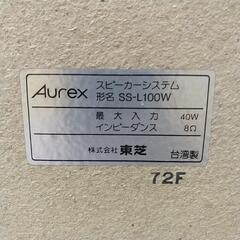 Aurex
スピーカーシステム
形名 SS-L100W
最大入力 40W
インピーダンス 8Ω
株式会社 東芝
台湾製
72F